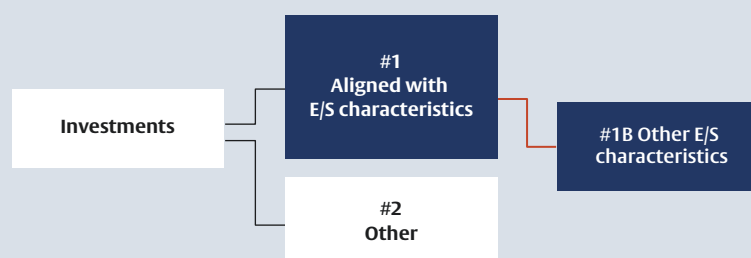 Investments
#1
Aligned with
E/S characteristics
#1B Other E/S
characteristics
#2
Other